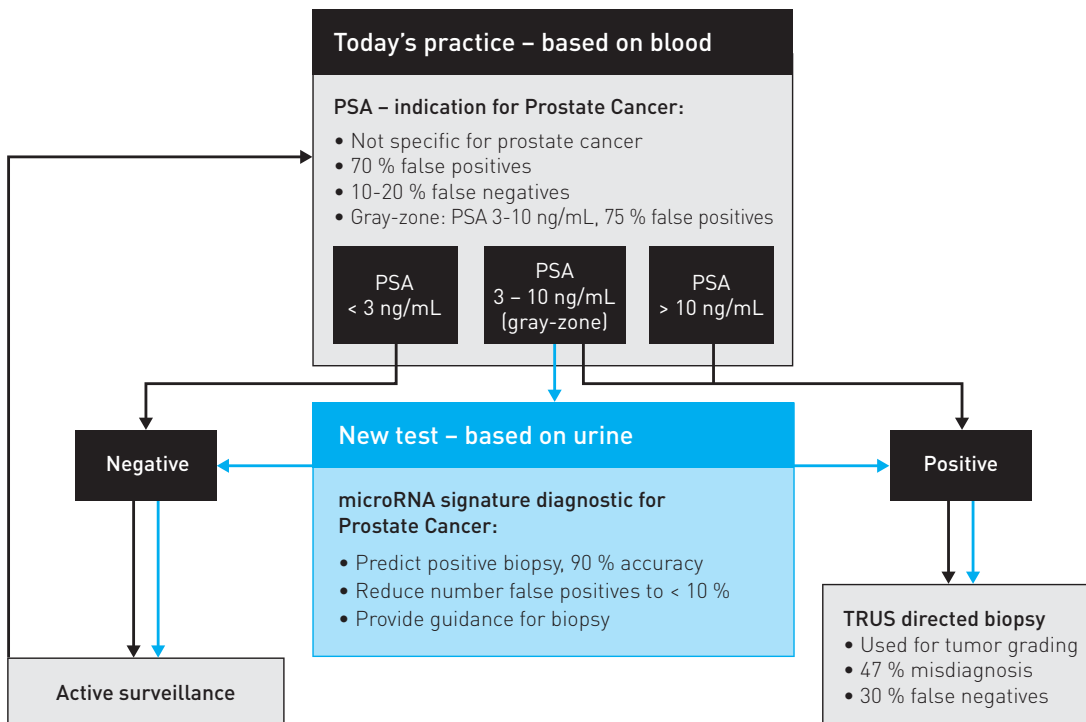 Today's practice – based on blood
PSA – indication for Prostate Cancer:
• Not specific for prostate cancer
• 70 % false positives
• 10-20 % false negatives
• Gray-zone: PSA 3-10 ng/mL, 75 % false positives
PSA
< 3 ng/mL
PSA
3 – 10 ng/mL
(gray-zone)
PSA
> 10 ng/mL
Negative
New test – based on urine
microRNA signature diagnostic for
Prostate Cancer:
• Predict positive biopsy, 90 % accuracy
• Reduce number false positives to < 10 %
• Provide guidance for biopsy
Positive
Active surveillance
TRUS directed biopsy
• Used for tumor grading
• 47 % misdiagnosis
• 30 % false negatives